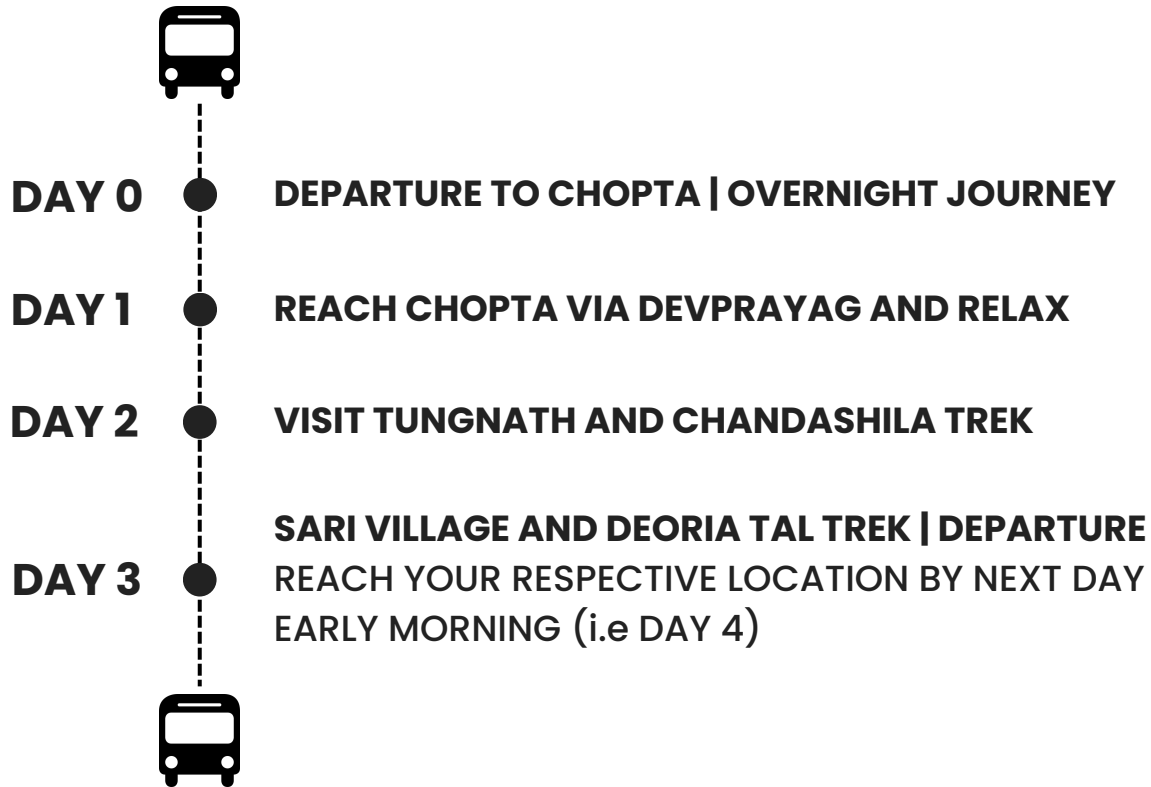 DAY 0
DEPARTURE TO CHOPTA | OVERNIGHT JOURNEY
DAY 1
REACH CHOPTA VIA DEVPRAYAG AND RELAX
DAY 2
VISIT TUNGNATH AND CHANDASHILA TREK
DAY 3
SARI VILLAGE AND DEORIA TAL TREK | DEPARTURE
REACH YOUR RESPECTIVE LOCATION BY NEXT DAY
EARLY MORNING (i.e DAY 4)